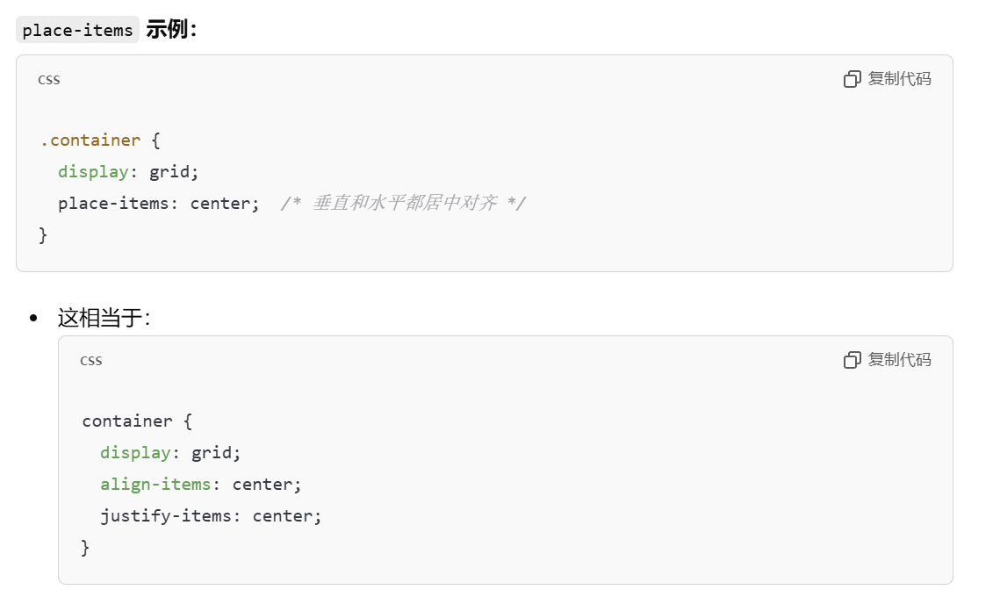 place-items 示例：
css
复制代码
.container {
  display: grid;
  place-items: center;  /* 垂直和水平都居中对齐 */
}
• 这相当于：
css
复制代码
container {
  display: grid;
  align-items: center;
  justify-items: center;
}